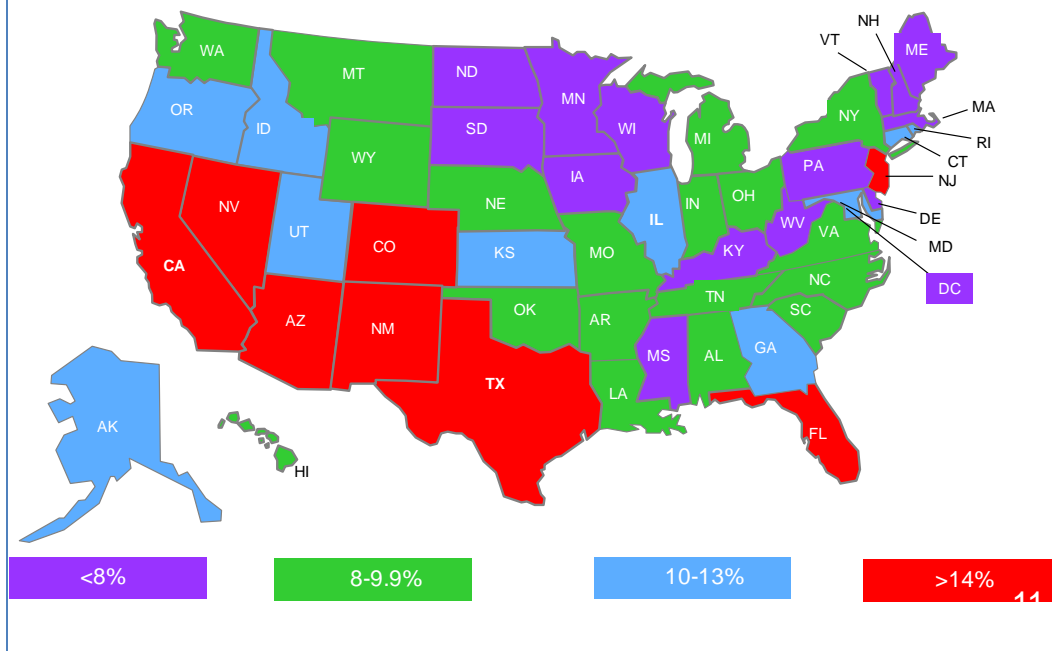 NH
VT
ME
WA
MT
ND
MN
MA
OR
ID
SD
WI
NY
RI
MI
CT
WY
PA
NJ
IA
NE
OH
IN
DE
NV
IL
WV
UT
VA
CO
KY
MD
CA
KS
MO
NC
DC
TN
OK
SC
AZ
NM
AR
GA
MS
AL
TX
LA
AK
FL
HI
<8%
8-9.9%
10-13%
>14%
11